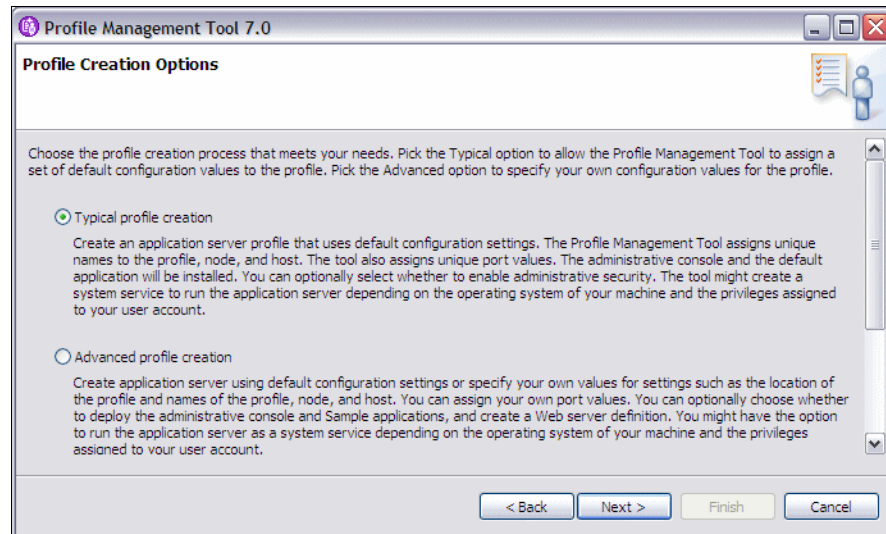 Profile Management Tool 7.0
Profile Creation Options
Choose the profile creation process that meets your needs. Pick the Typical option to allow the Profile Management Tool to assign a
set of default configuration values to the profile. Pick the Advanced option to specify your own configuration values for the profile.
Typical profile creation
Create an application server profile that uses default configuration settings. The Profile Management Tool assigns unique
names to the profile, node, and host. The tool also assigns unique port values. The administrative console and the default
application will be installed. You can optionally select whether to enable administrative security. The tool might create a
system service to run the application server depending on the operating system of your machine and the privileges assigned
to your user account.
Advanced profile creation
Create application server using default configuration settings or specify your own values for settings such as the location of
the profile and names of the profile, node, and host. You can assign your own port values. You can optionally choose whether
to deploy the administrative console and Sample applications, and create a Web server definition. You might have the option
to run the application server as a system service depending on the operating system of your machine and the privileges
assigned to your user account.
< Back Next > Finish Cancel